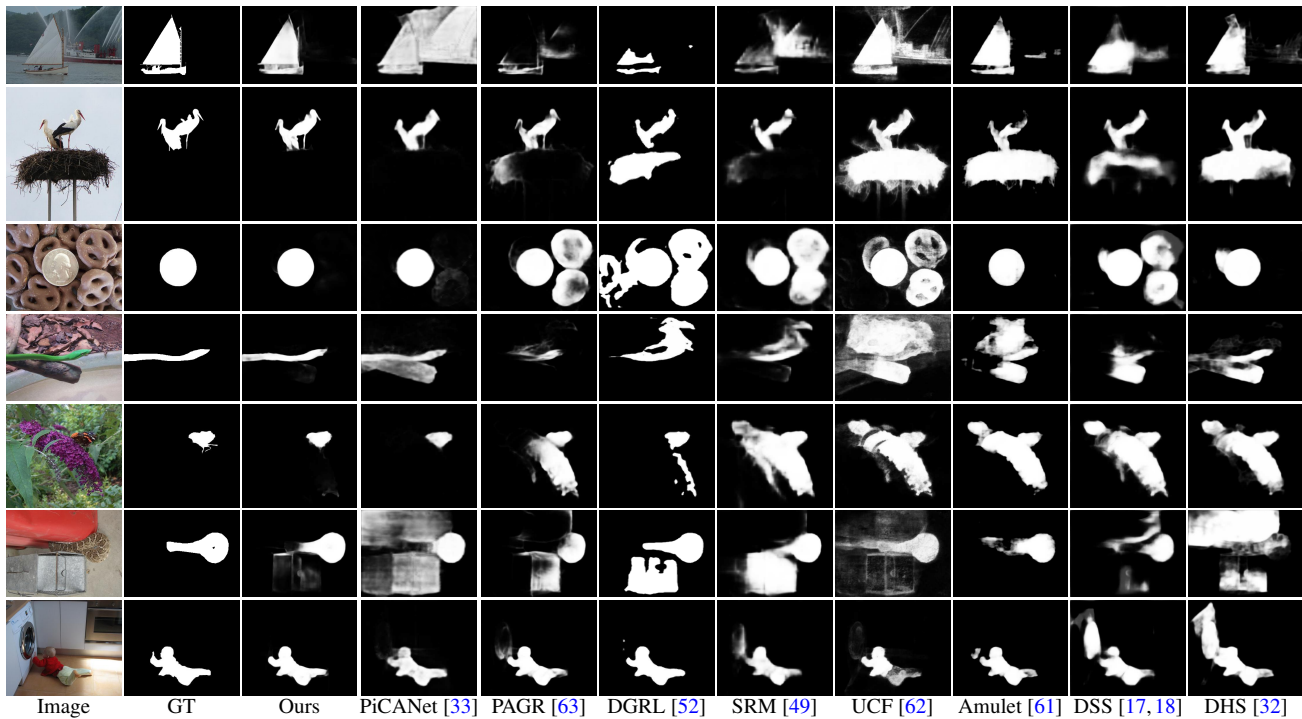 Image GT Ours PiCANet [33] PAGR [63] DGRL [52] SRM [49] UCF [62] Amulet [61] DSS [17, 18] DHS [32]